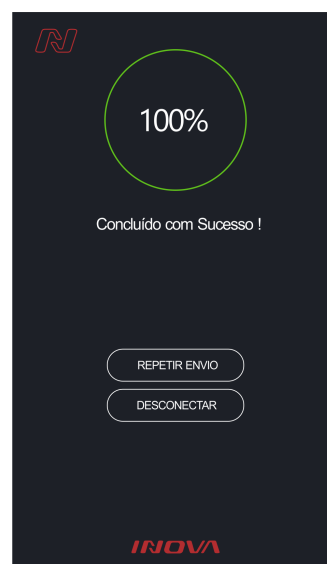 100%
Concluído com Sucesso !
REPETIR ENVIO
DESCONECTAR
INOVA